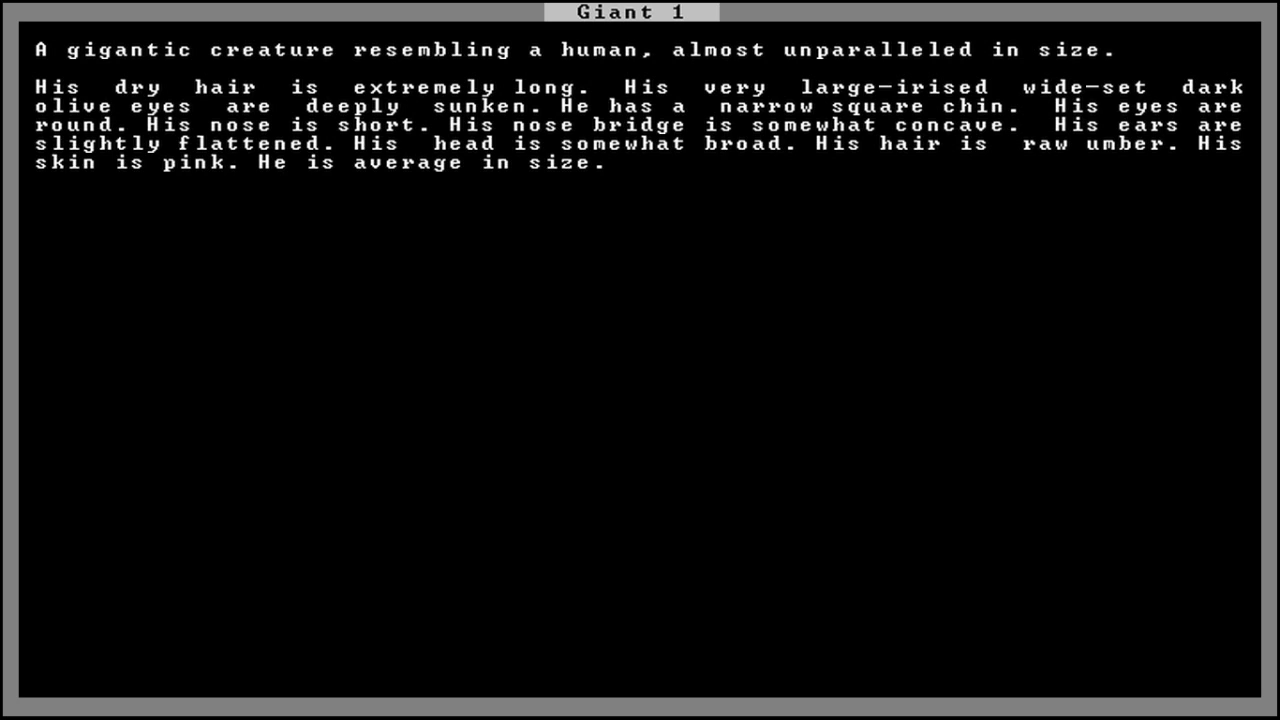 Giant 1
A gigantic creature resembling a human, almost unparalleled in size.
His dry hair is extremely long. His very large-irised wide-set dark
olive eyes are deeply sunken. He has a narrow square chin. His eyes are
round. His nose is short. His nose bridge is somewhat concave. His ears are
slightly flattened. His head is somewhat broad. His hair is raw umber. His
skin is pink. He is average in size.